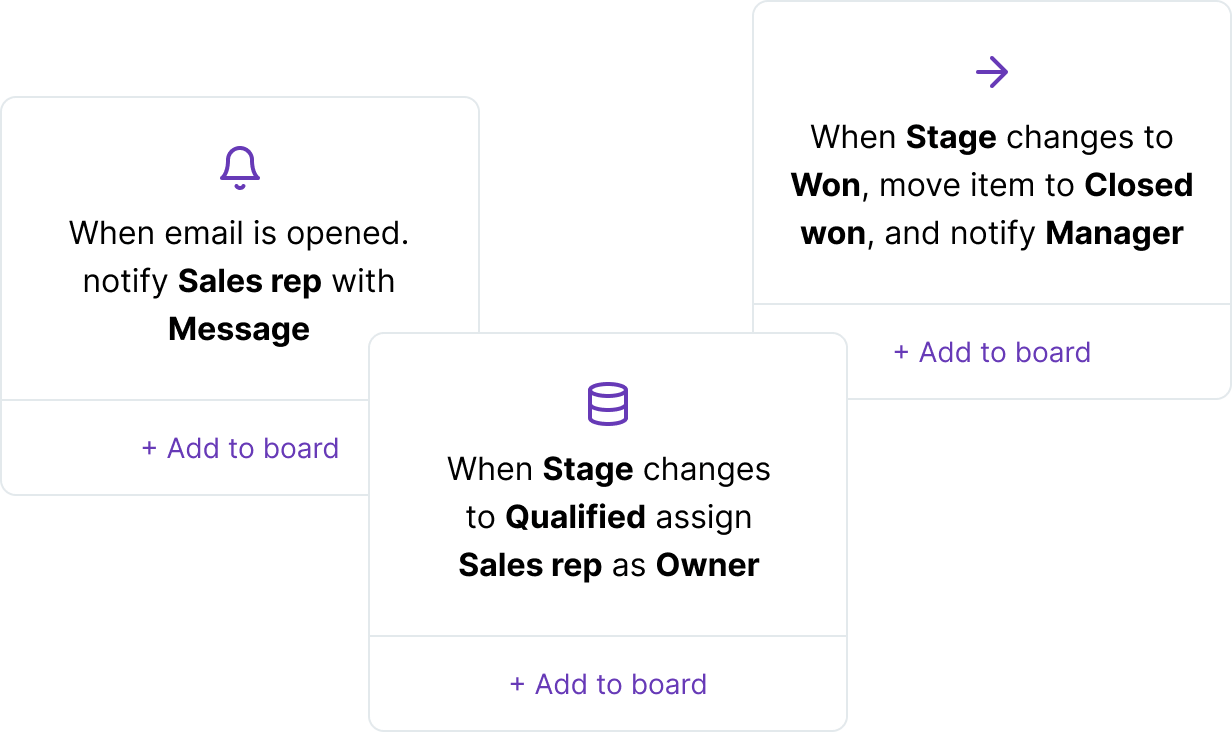 When email is opened.
notify Sales rep with
Message
+ Add to board
When Stage changes
to Qualified assign
Sales rep as Owner
+ Add to board
When Stage changes to
Won, move item to Closed
won, and notify Manager
+ Add to board